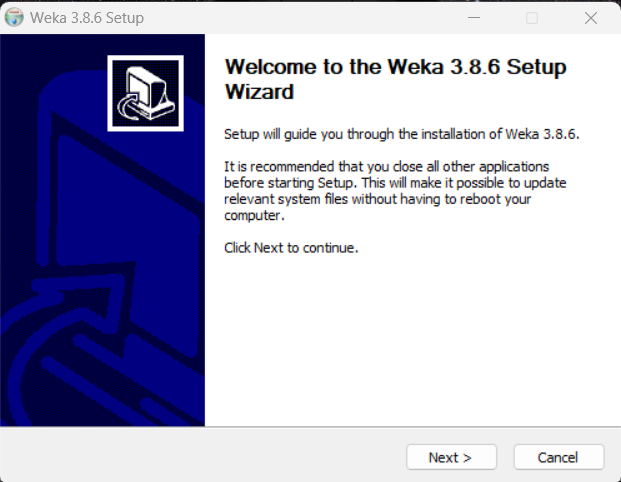 Weka 3.8.6 Setup
Welcome to the Weka 3.8.6 Setup
Wizard
Setup will guide you through the installation of Weka 3.8.6.
It is recommended that you close all other applications
before starting Setup. This will make it possible to update
relevant system files without having to reboot your
computer.
Click Next to continue.
Next >
Cancel